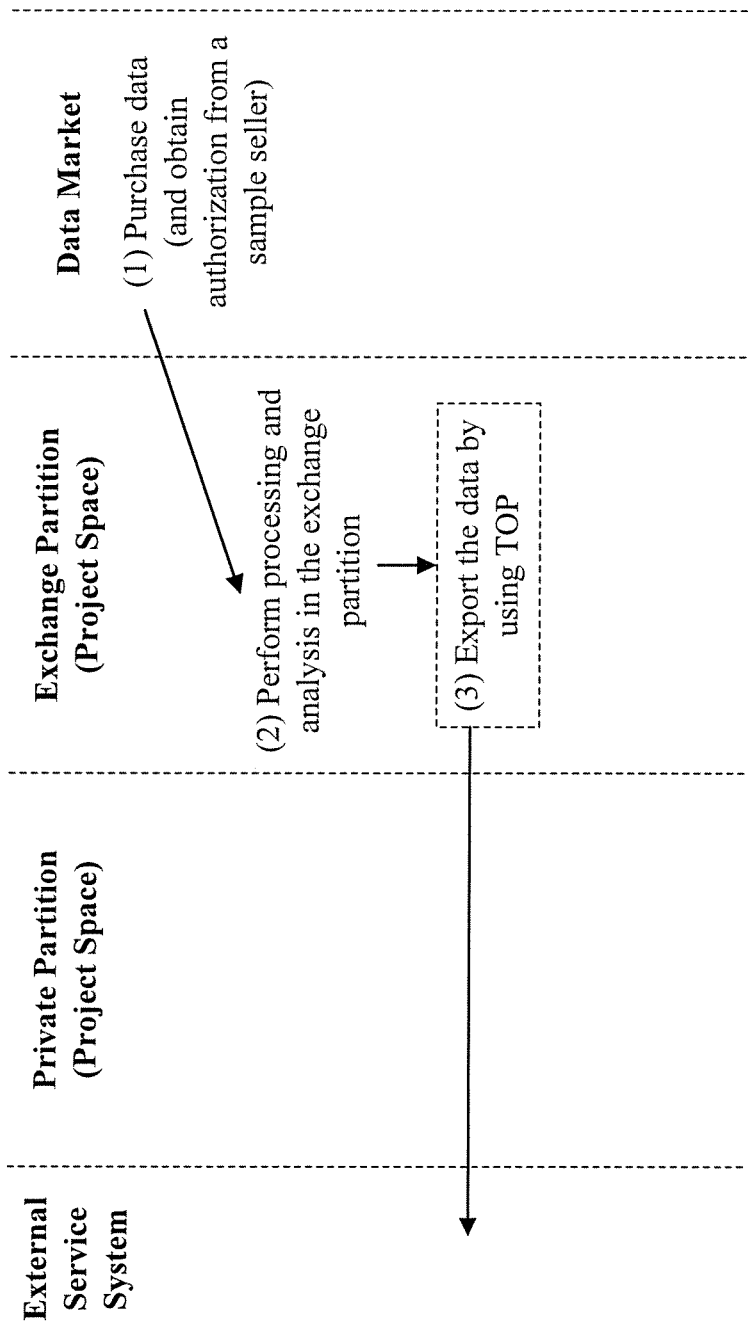 External
Service
System
Private Partition
(Project Space)
Exchange Partition
(Project Space)
Data Market
(1) Purchase data
(and obtain
authorization from a
sample seller)
(2) Perform processing and
analysis in the exchange
partition
(3) Export the data by
using TOP